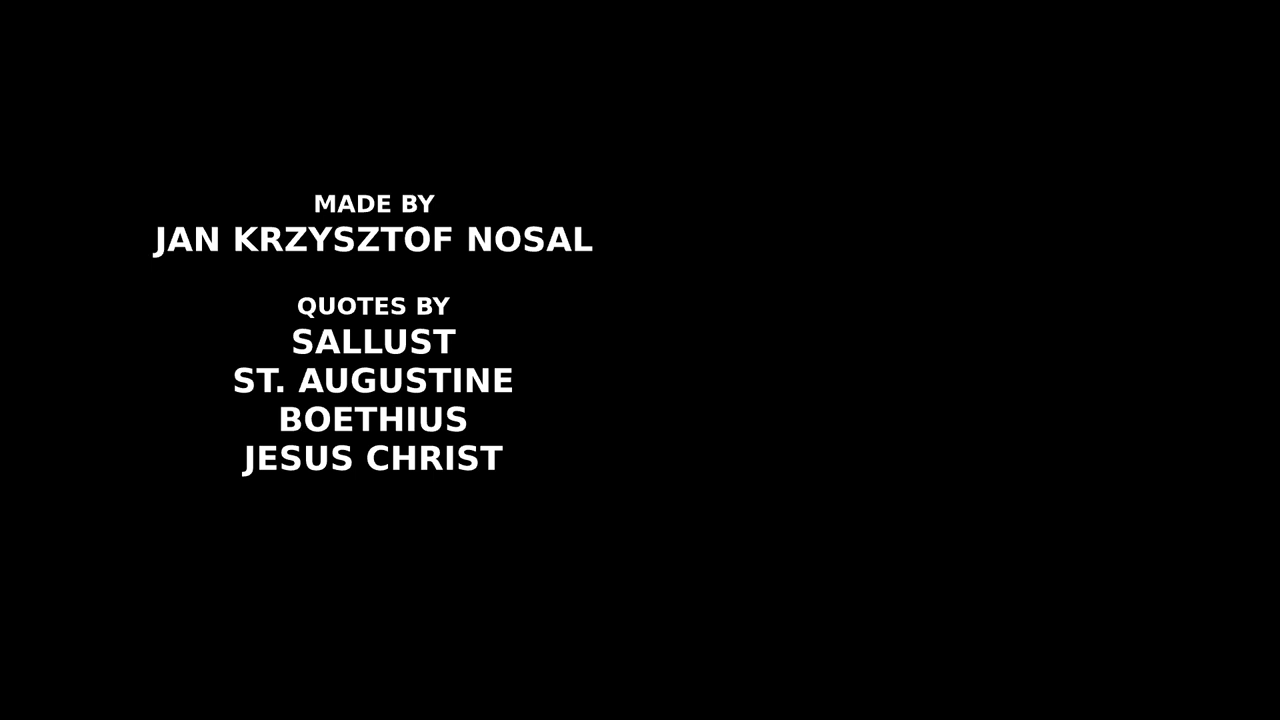 MADE BY
JAN KRZYSZTOF NOSAL
QUOTES BY
SALLUST
ST. AUGUSTINE
BOETHIUS
JESUS CHRIST